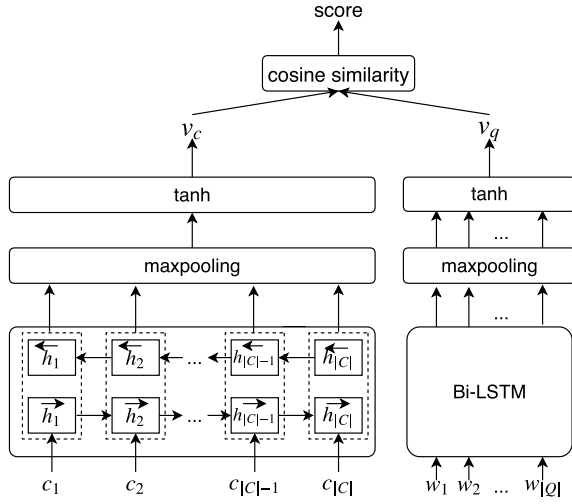 score
cosine similarity
v_c v_q
tanh tanh
...
maxpooling maxpooling
...
←h_1 ←h_2 ... ←h_|C|-1 ←h_|C|
Bi-LSTM
→h_1 →h_2 ... →h_|C|-1 →h_|C|
c_1 c_2 c_|C|-1 c_|C| w_1 w_2 ... w_|Q|